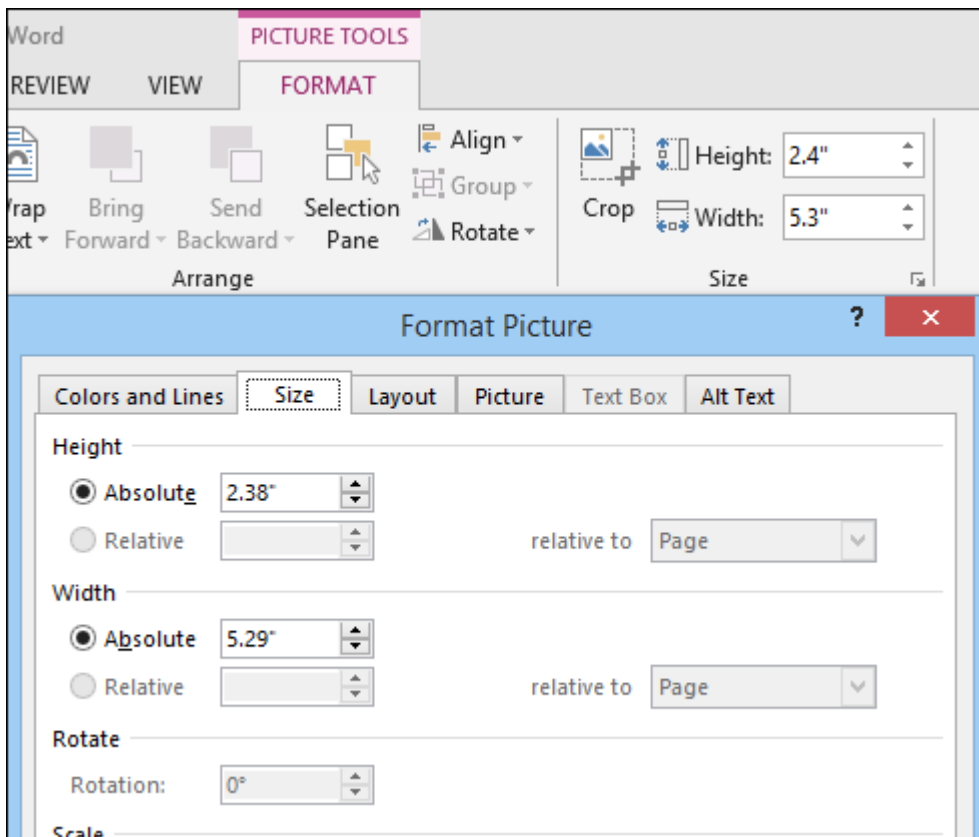 Word PICTURE TOOLS
REVIEW VIEW FORMAT
Align
Height: 2.4"
Group
Bring Send Selection Crop Width: 5.3"
Forward Backward Pane Rotate
Arrange Size
Format Picture ?
Colors and Lines Size Layout Picture Text Box Alt Text
Height
Absolute 2.38"
Relative relative to Page
Width
Absolute 5.29"
Relative relative to Page
Rotate
Rotation: 0°
Scale